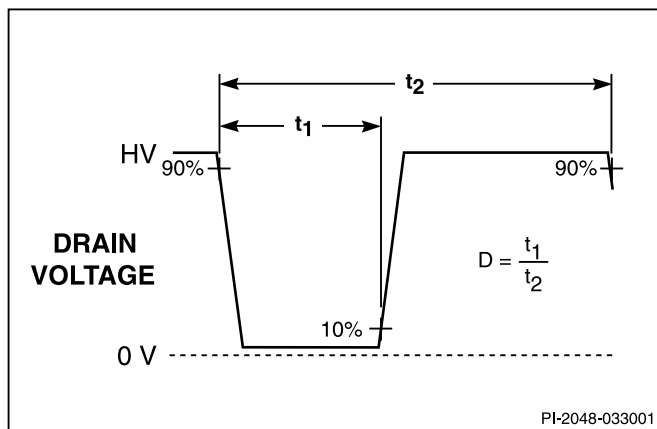 t2
t1
HV
90%
90%
DRAIN
VOLTAGE
D = t1
t2
10%
0 V
PI-2048-033001